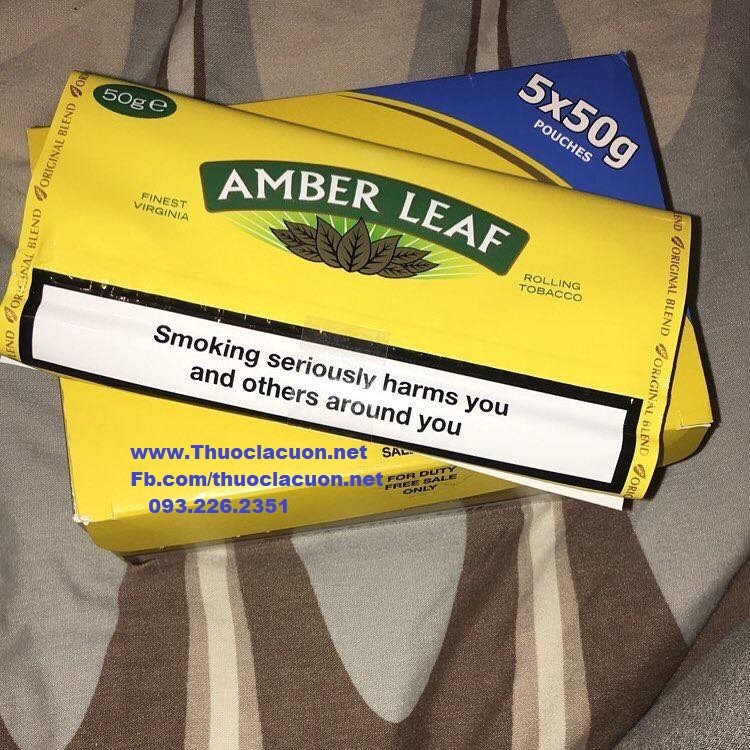 5x50g
POUCHES
50g e
AMBER LEAF
FINEST
VIRGINIA
ROLLING
TOBACCO
ORIGINAL BLEND
ORIGINAL BLEND
ORIGINAL BLEND
ORIGINAL BLEND
Smoking seriously harms you
and others around you
www.Thuoclacuon.net
Fb.com/thuoclacuon.net
093.226.2351
FOR DUTY
FREE SALE
ONLY